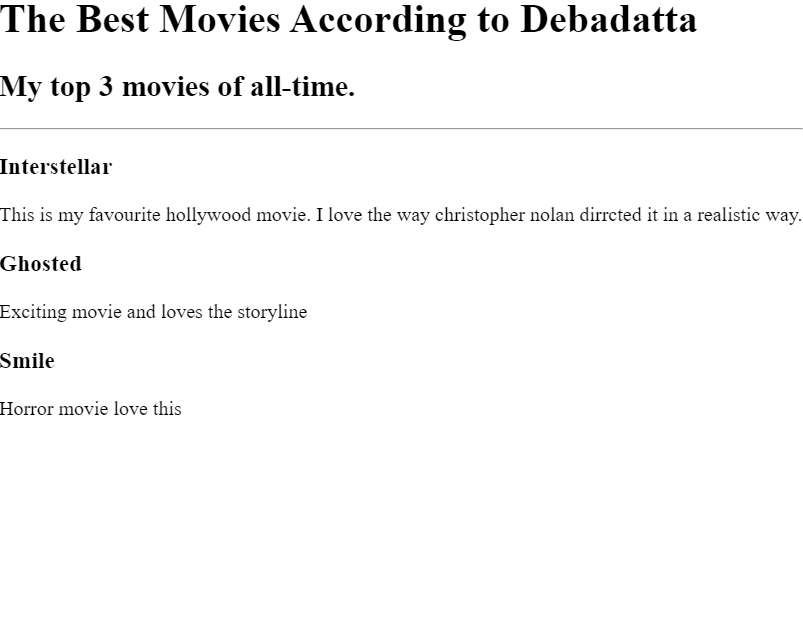 The Best Movies According to Debadatta
My top 3 movies of all-time.
Interstellar
This is my favourite hollywood movie. I love the way christopher nolan dirrcted it in a realistic way.
Ghosted
Exciting movie and loves the storyline
Smile
Horror movie love this